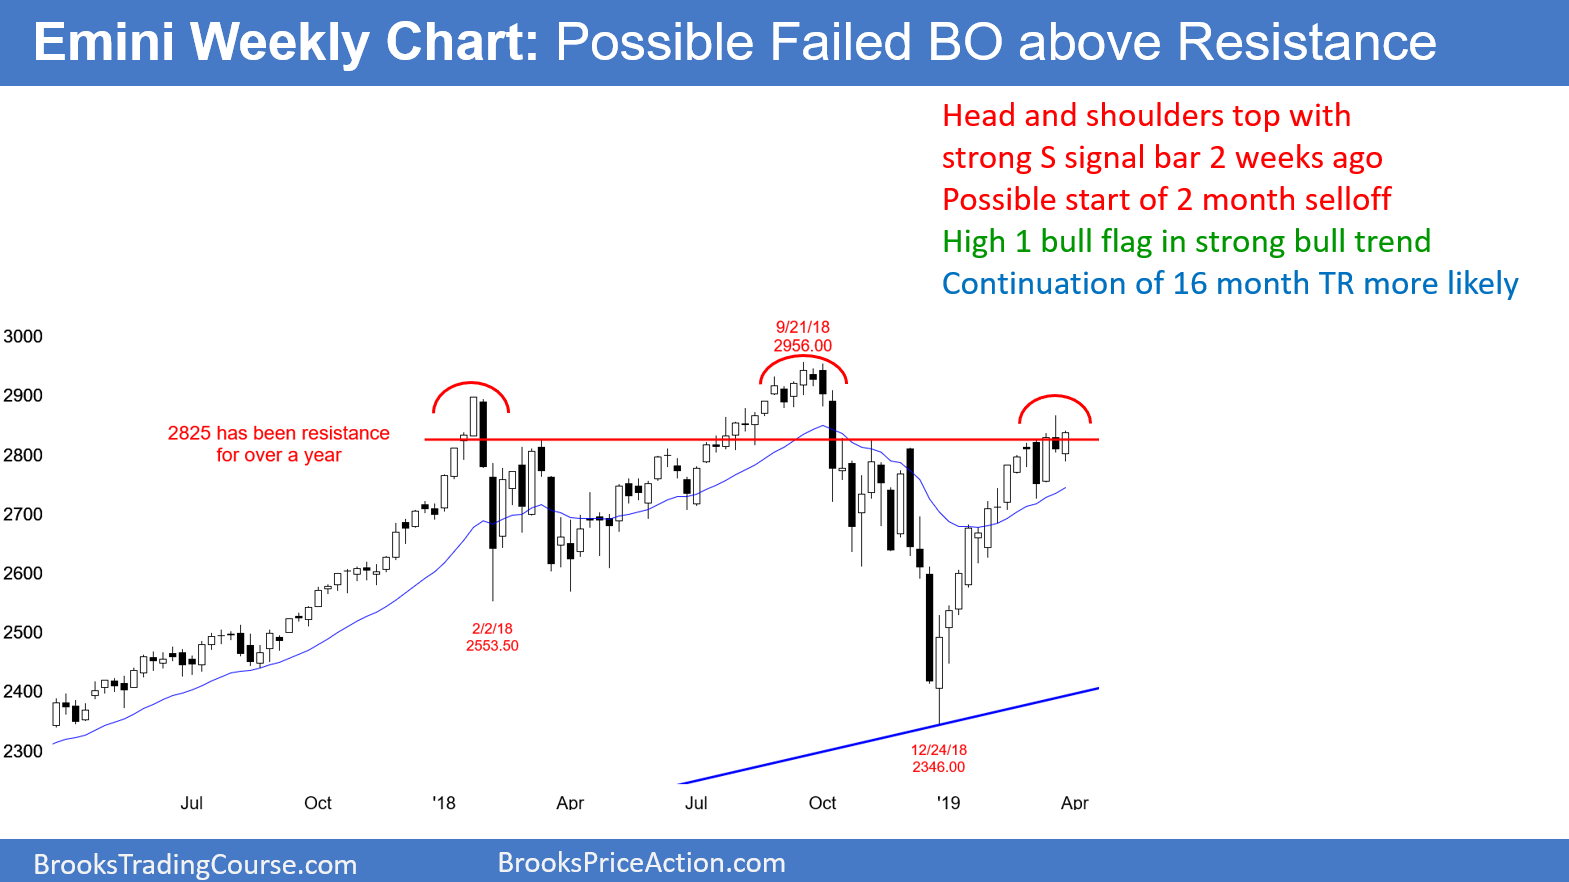 Emini Weekly Chart: Possible Failed BO above Resistance
Head and shoulders top with
strong S signal bar 2 weeks ago
Possible start of 2 month selloff
High 1 bull flag in strong bull trend
Continuation of 16 month TR more likely
9/21/18
2956.00
2825 has been resistance
for over a year
2/2/18
2553.50
12/24/18
2346.00
3000
2900
2800
2700
2600
2500
2400
2300
Jul Oct '18 Apr Jul Oct '19 Apr
BrooksTradingCourse.com BrooksPriceAction.com